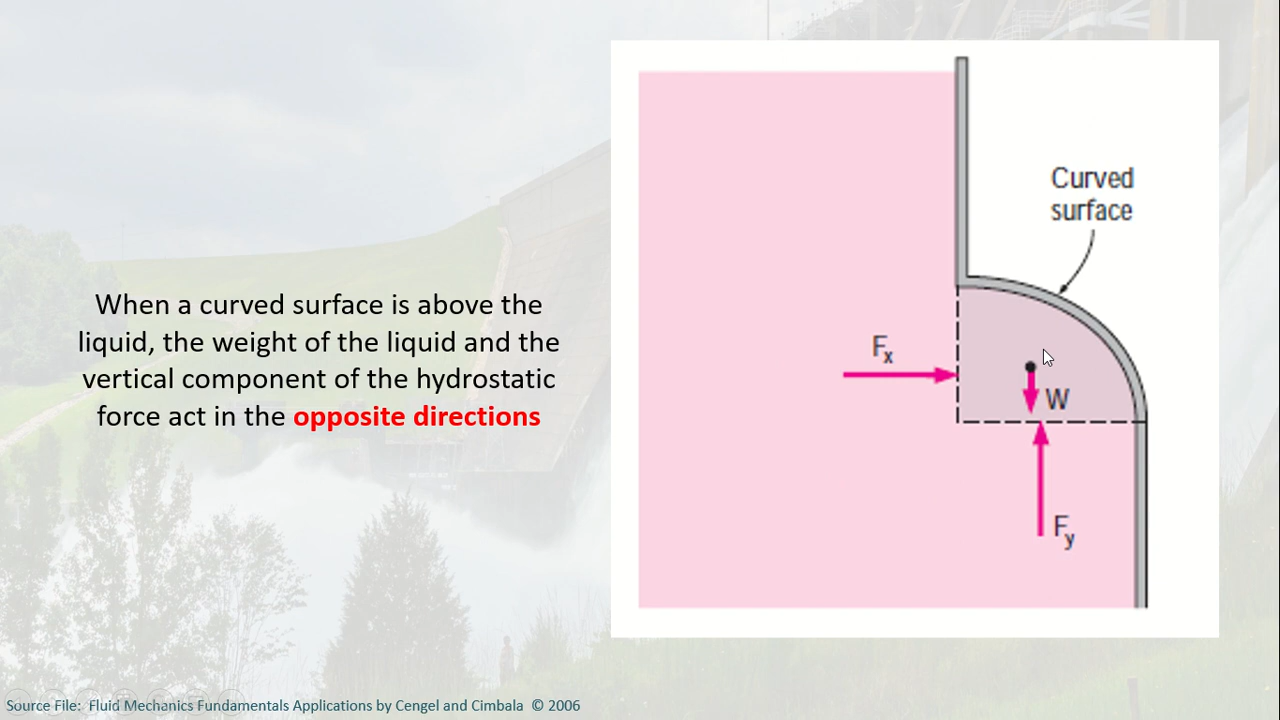 When a curved surface is above the
liquid, the weight of the liquid and the
vertical component of the hydrostatic
force act in the opposite directions
Curved
surface
Fx
W
Fy
Source File: Fluid Mechanics Fundamentals Applications by Cengel and Cimbala © 2006